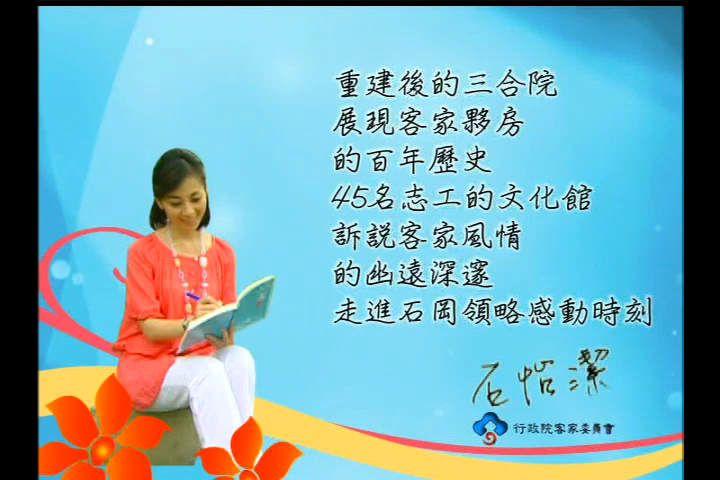 重建後的三合院
展現客家夥房
的百年歷史
45名志工的文化館
訴說客家風情
的幽遠深邃
走進石岡領略感動時刻
石怡潔
行政院客家委員會